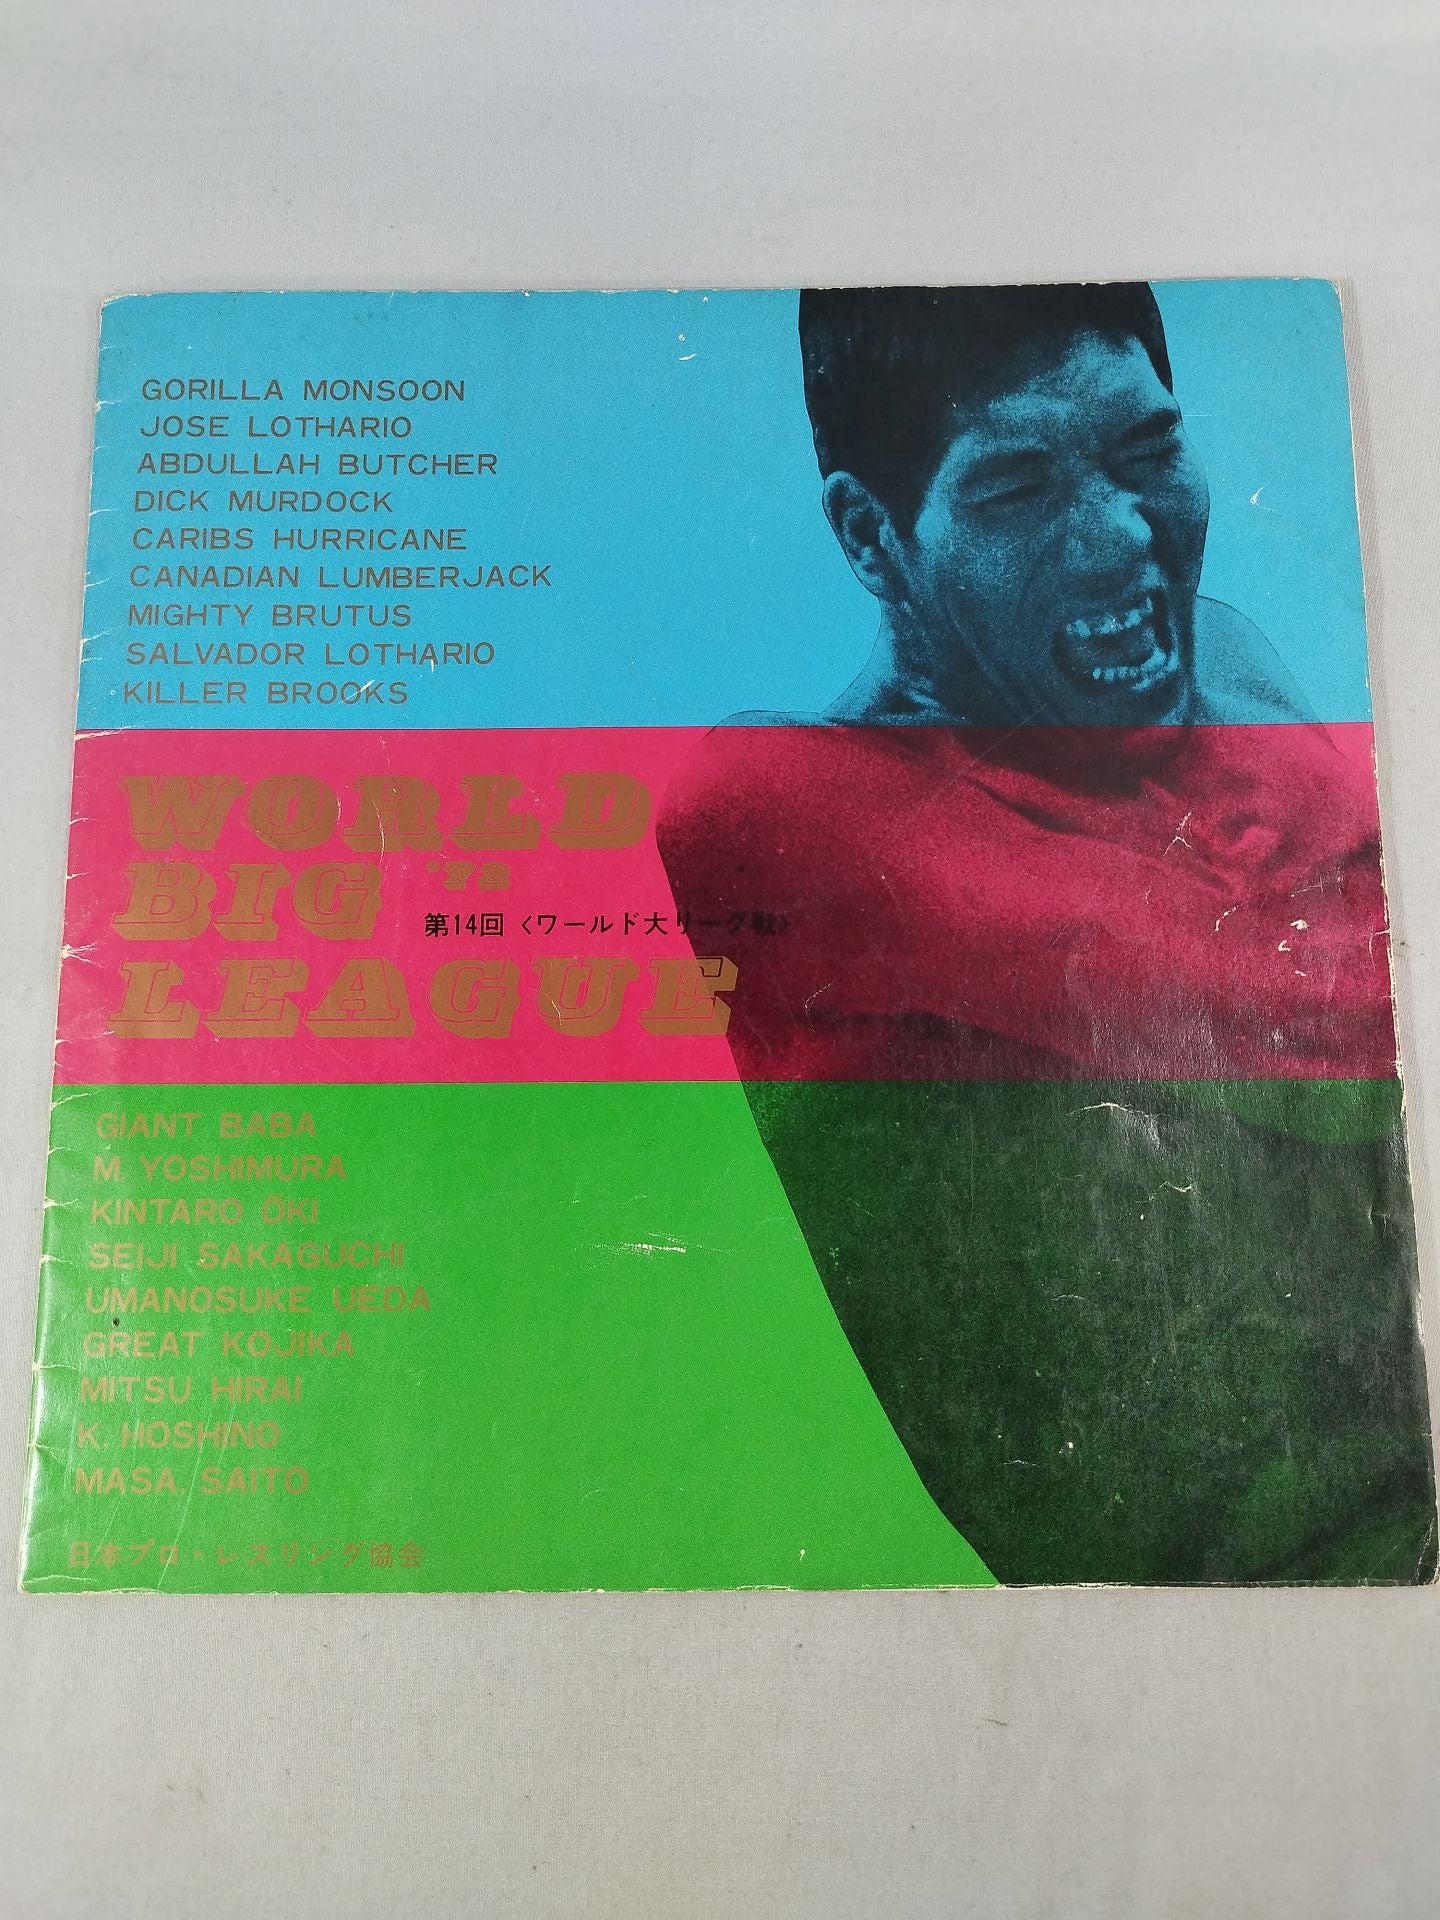 GORILLA MONSOON
JOSE LOTHARIO
ABDULLAH BUTCHER
DICK MURDOCK
CARIBS HURRICANE
CANADIAN LUMBERJACK
MIGHTY BRUTUS
SALVADOR LOTHARIO
KILLER BROOKS
WORLD
BIG '72
第14回〈ワールド大リーグ戦〉
LEAGUE
GIANT BABA
M. YOSHIMURA
KINTARO ŌKI
SEIJI SAKAGUCHI
UMANOSUKE UEDA
GREAT KOJIKA
MITSU HIRAI
K. HOSHINO
MASA. SAITO
日本プロ・レスリング協会